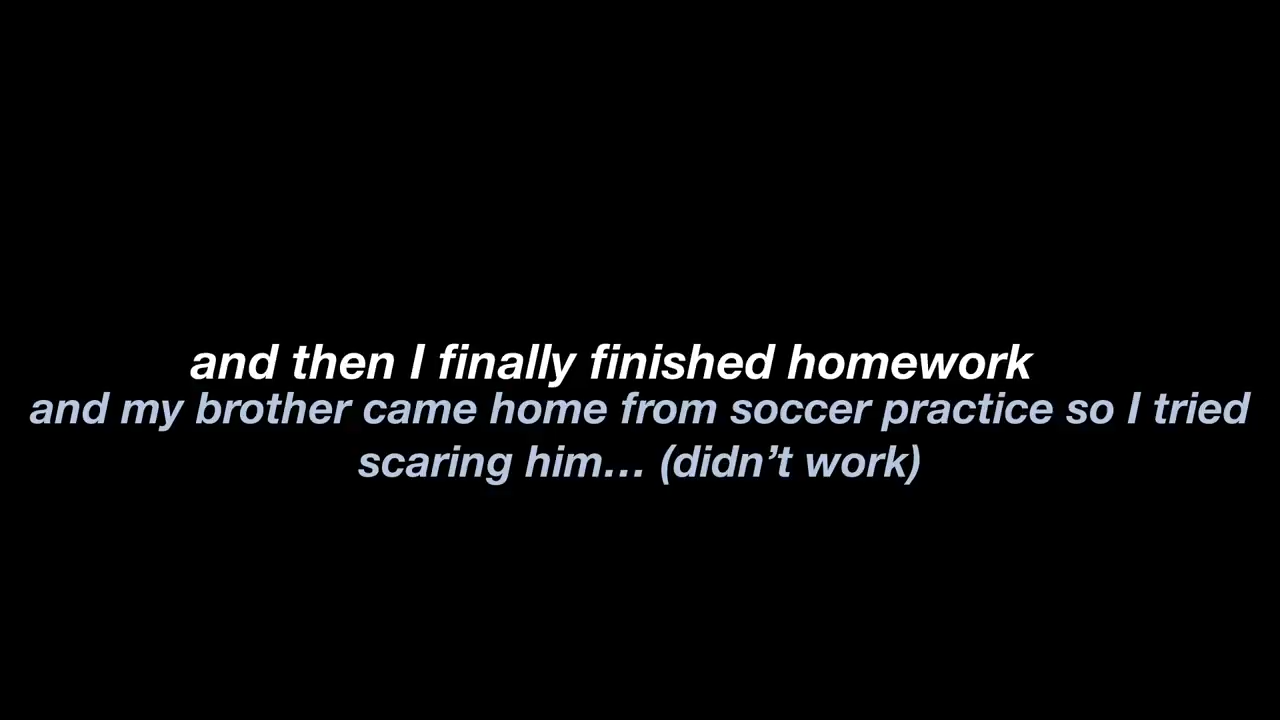 and then I finally finished homework
and my brother came home from soccer practice so I tried
scaring him... (didn’t work)